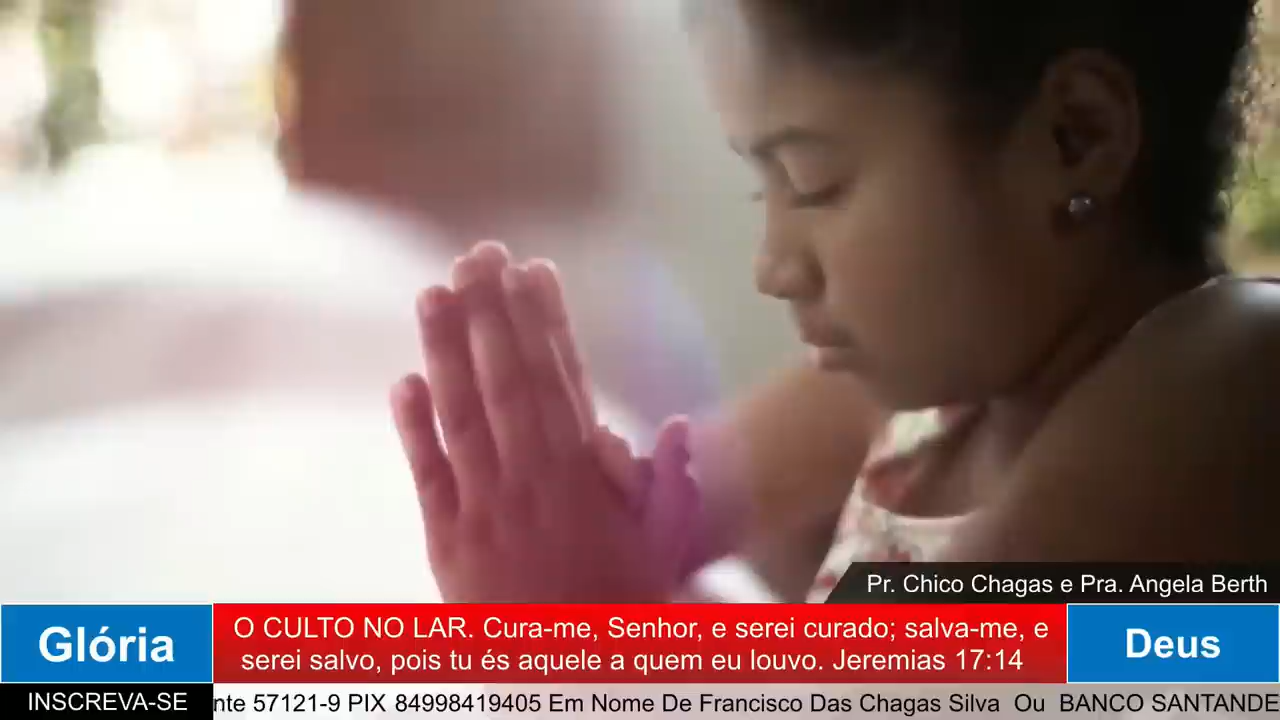 Pr. Chico Chagas e Pra. Angela Berth
Glória
O CULTO NO LAR. Cura-me, Senhor, e serei curado; salva-me, e
serei salvo, pois tu és aquele a quem eu louvo. Jeremias 17:14
Deus
INSCREVA-SE
nte 57121-9 PIX 84998419405 Em Nome De Francisco Das Chagas Silva Ou BANCO SANTANDE